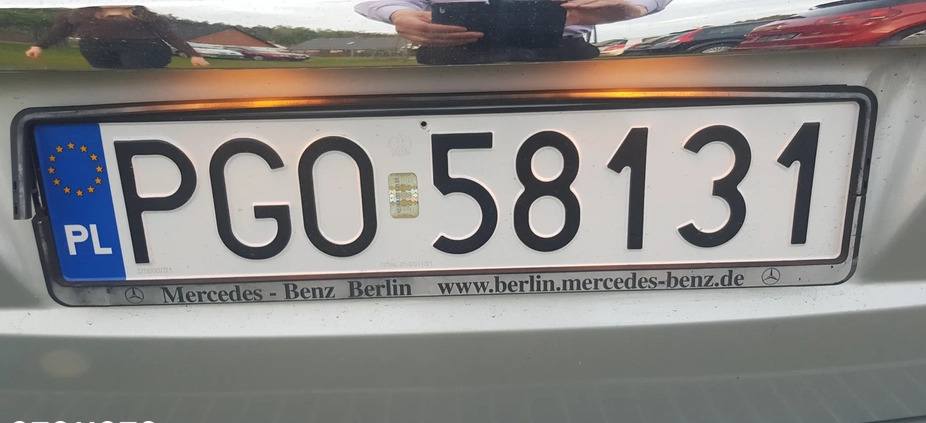 PL PGO 58131
Mercedes - Benz Berlin www.berlin.mercedes-benz.de